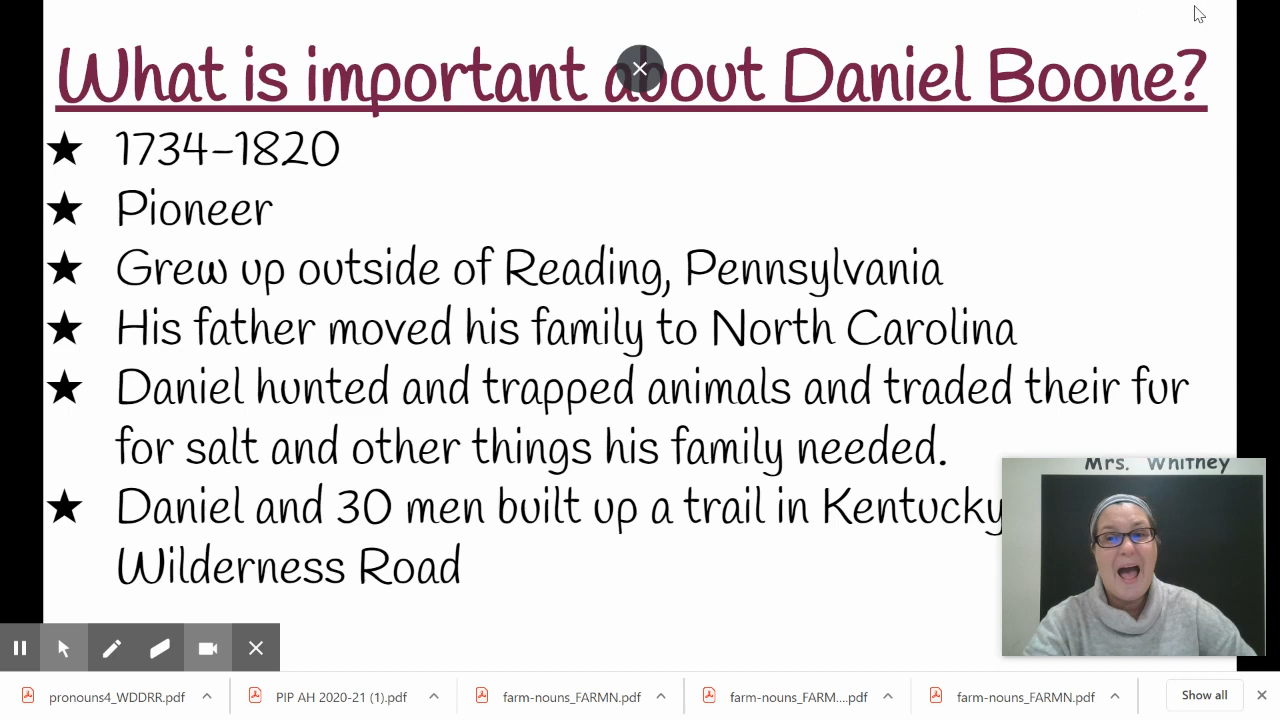 What is important about Daniel Boone?
★ 1734-1820
★ Pioneer
★ Grew up outside of Reading, Pennsylvania
★ His father moved his family to North Carolina
★ Daniel hunted and trapped animals and traded their fur
for salt and other things his family needed.
★ Daniel and 30 men built up a trail in Kentucky
Wilderness Road
Mrs. Whitney
pronouns4_WDDRR.pdf
PIP AH 2020-21 (1).pdf
farm-nouns_FARMN.pdf
farm-nouns_FARM....pdf
farm-nouns_FARMN.pdf
Show all